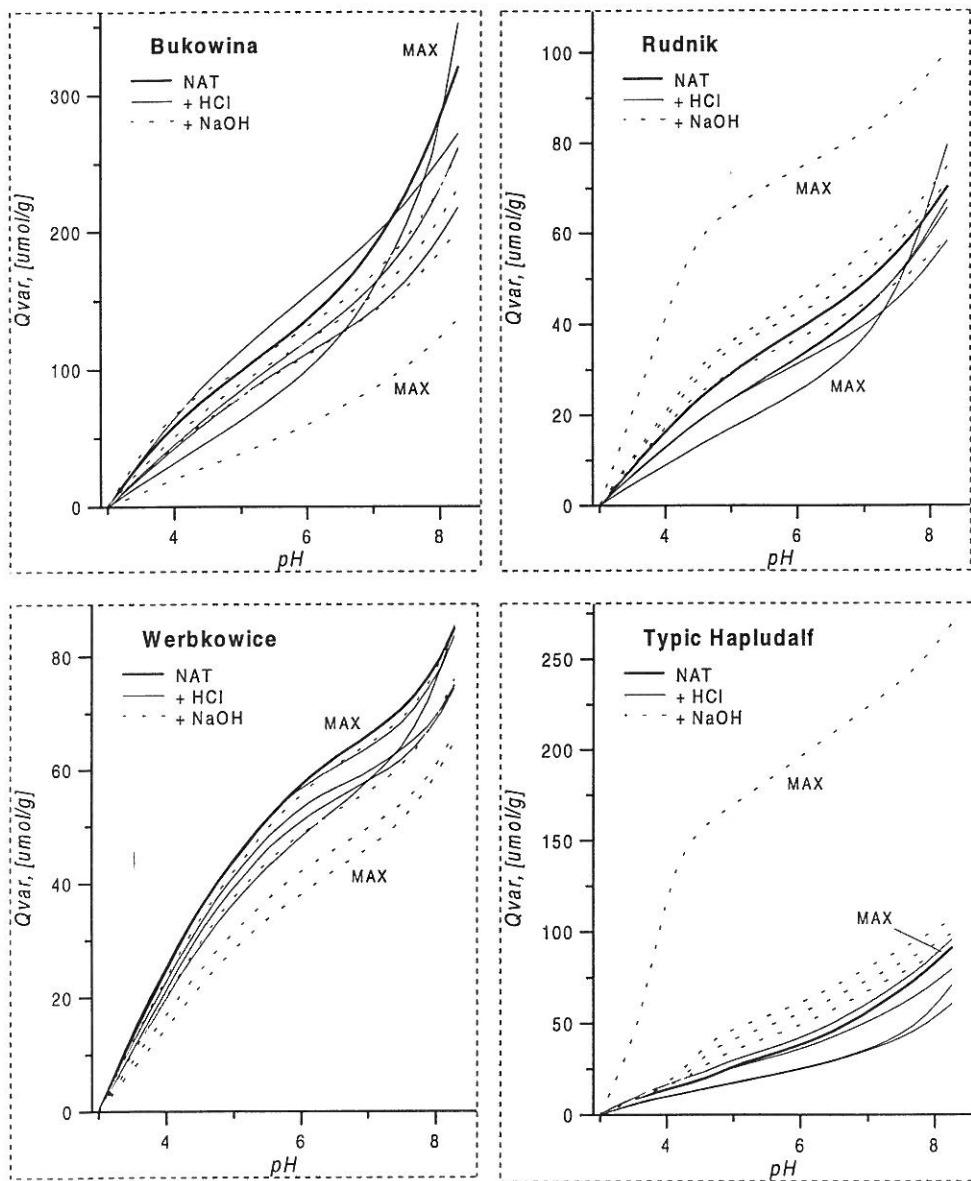 Bukowina
NAT
+ HCl
+ NaOH
MAX
MAX
300
200
100
0
4
6
8
Qvar, [umol/g]
pH
Rudnik
NAT
+ HCl
+ NaOH
MAX
MAX
100
80
60
40
20
0
4
6
8
Qvar, [umol/g]
pH
Werbkowice
NAT
+ HCl
+ NaOH
MAX
MAX
80
60
40
20
0
4
6
8
Qvar, [umol/g]
pH
Typic Hapludalf
NAT
+ HCl
+ NaOH
MAX
MAX
250
200
150
100
50
0
4
6
8
Qvar, [umol/g]
pH